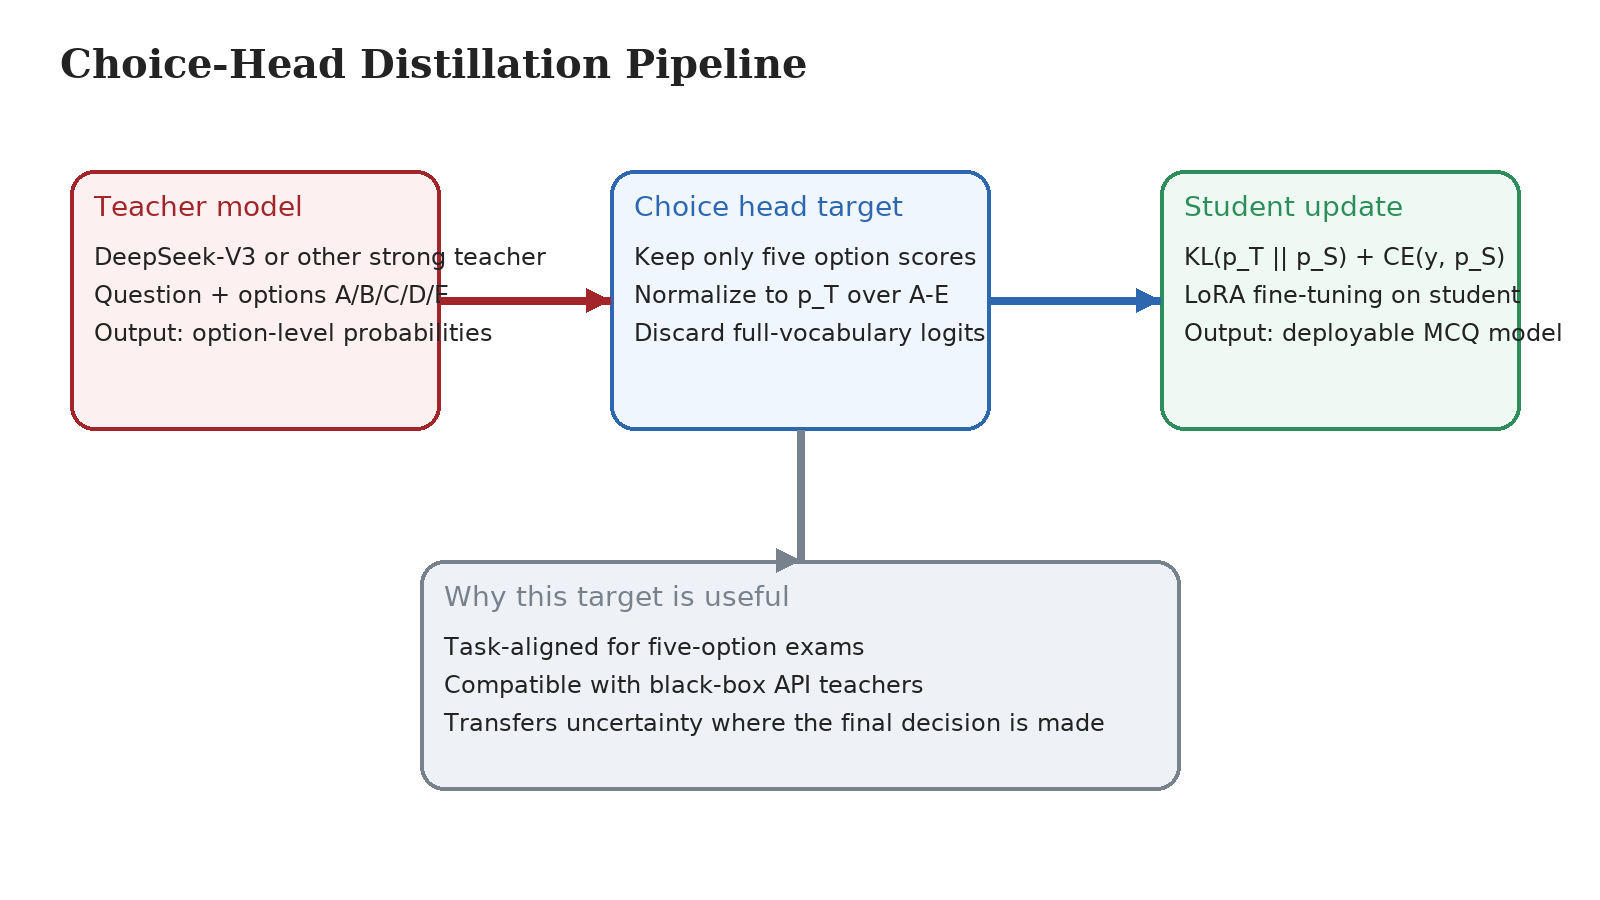 Choice-Head Distillation Pipeline
Teacher model
DeepSeek-V3 or other strong teacher
Question + options A/B/C/D/E
Output: option-level probabilities
Choice head target
Keep only five option scores
Normalize to p_T over A-E
Discard full-vocabulary logits
Student update
KL(p_T || p_S) + CE(y, p_S)
LoRA fine-tuning on student
Output: deployable MCQ model
Why this target is useful
Task-aligned for five-option exams
Compatible with black-box API teachers
Transfers uncertainty where the final decision is made